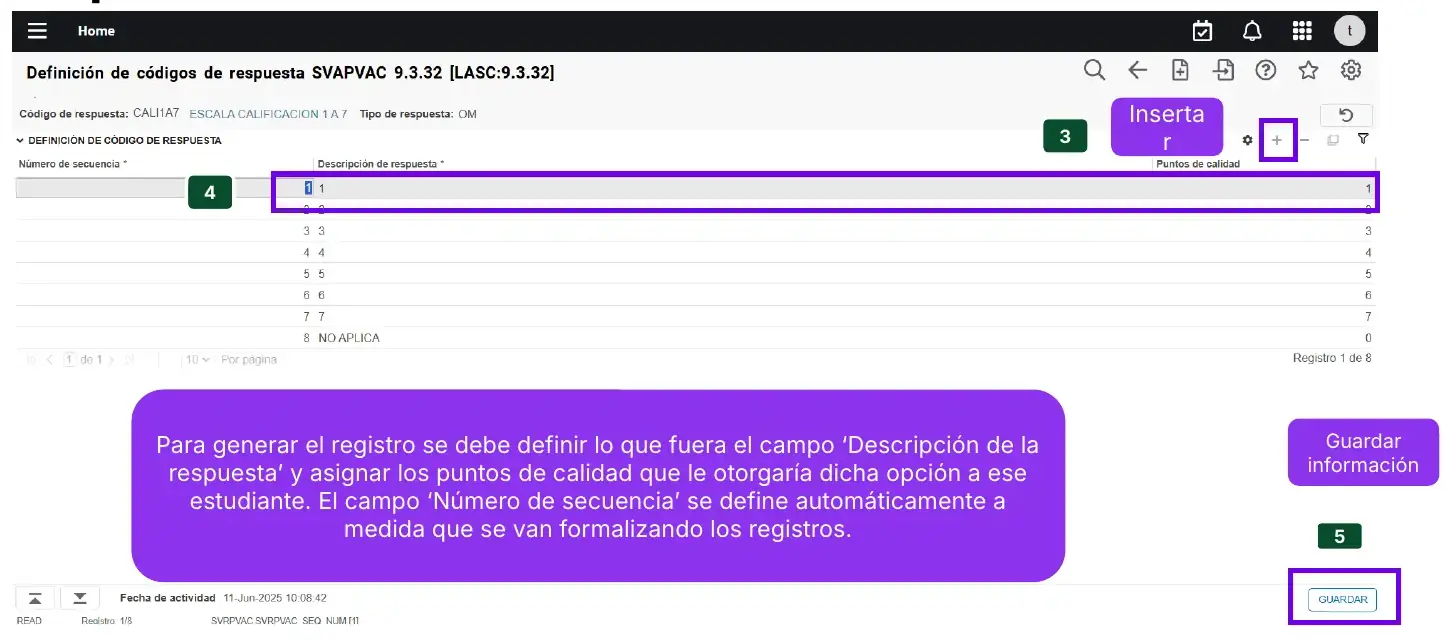 Home
t
Definición de códigos de respuesta SVAPVAC 9.3.32 [LASC:9.3.32]
Código de respuesta: CALI1A7 ESCALA CALIFICACION 1 A 7 Tipo de respuesta: OM
3
Inserta
r
DEFINICIÓN DE CÓDIGO DE RESPUESTA
Número de secuencia * Descripción de respuesta * Puntos de calidad
4
1 1 1
2 2 2
3 3 3
4 4 4
5 5 5
6 6 6
7 7 7
8 NO APLICA 0
1 de 1 10 Por página Registro 1 de 8
Para generar el registro se debe definir lo que fuera el campo ‘Descripción de la
respuesta’ y asignar los puntos de calidad que le otorgaría dicha opción a ese
estudiante. El campo ‘Número de secuencia’ se define automáticamente a
medida que se van formalizando los registros.
Guardar
información
5
Fecha de actividad 11-Jun-2025 10:08:42
GUARDAR
READ Registro 1/8 SVRPVAC.SVRPVAC_SEQ_NUM [1]